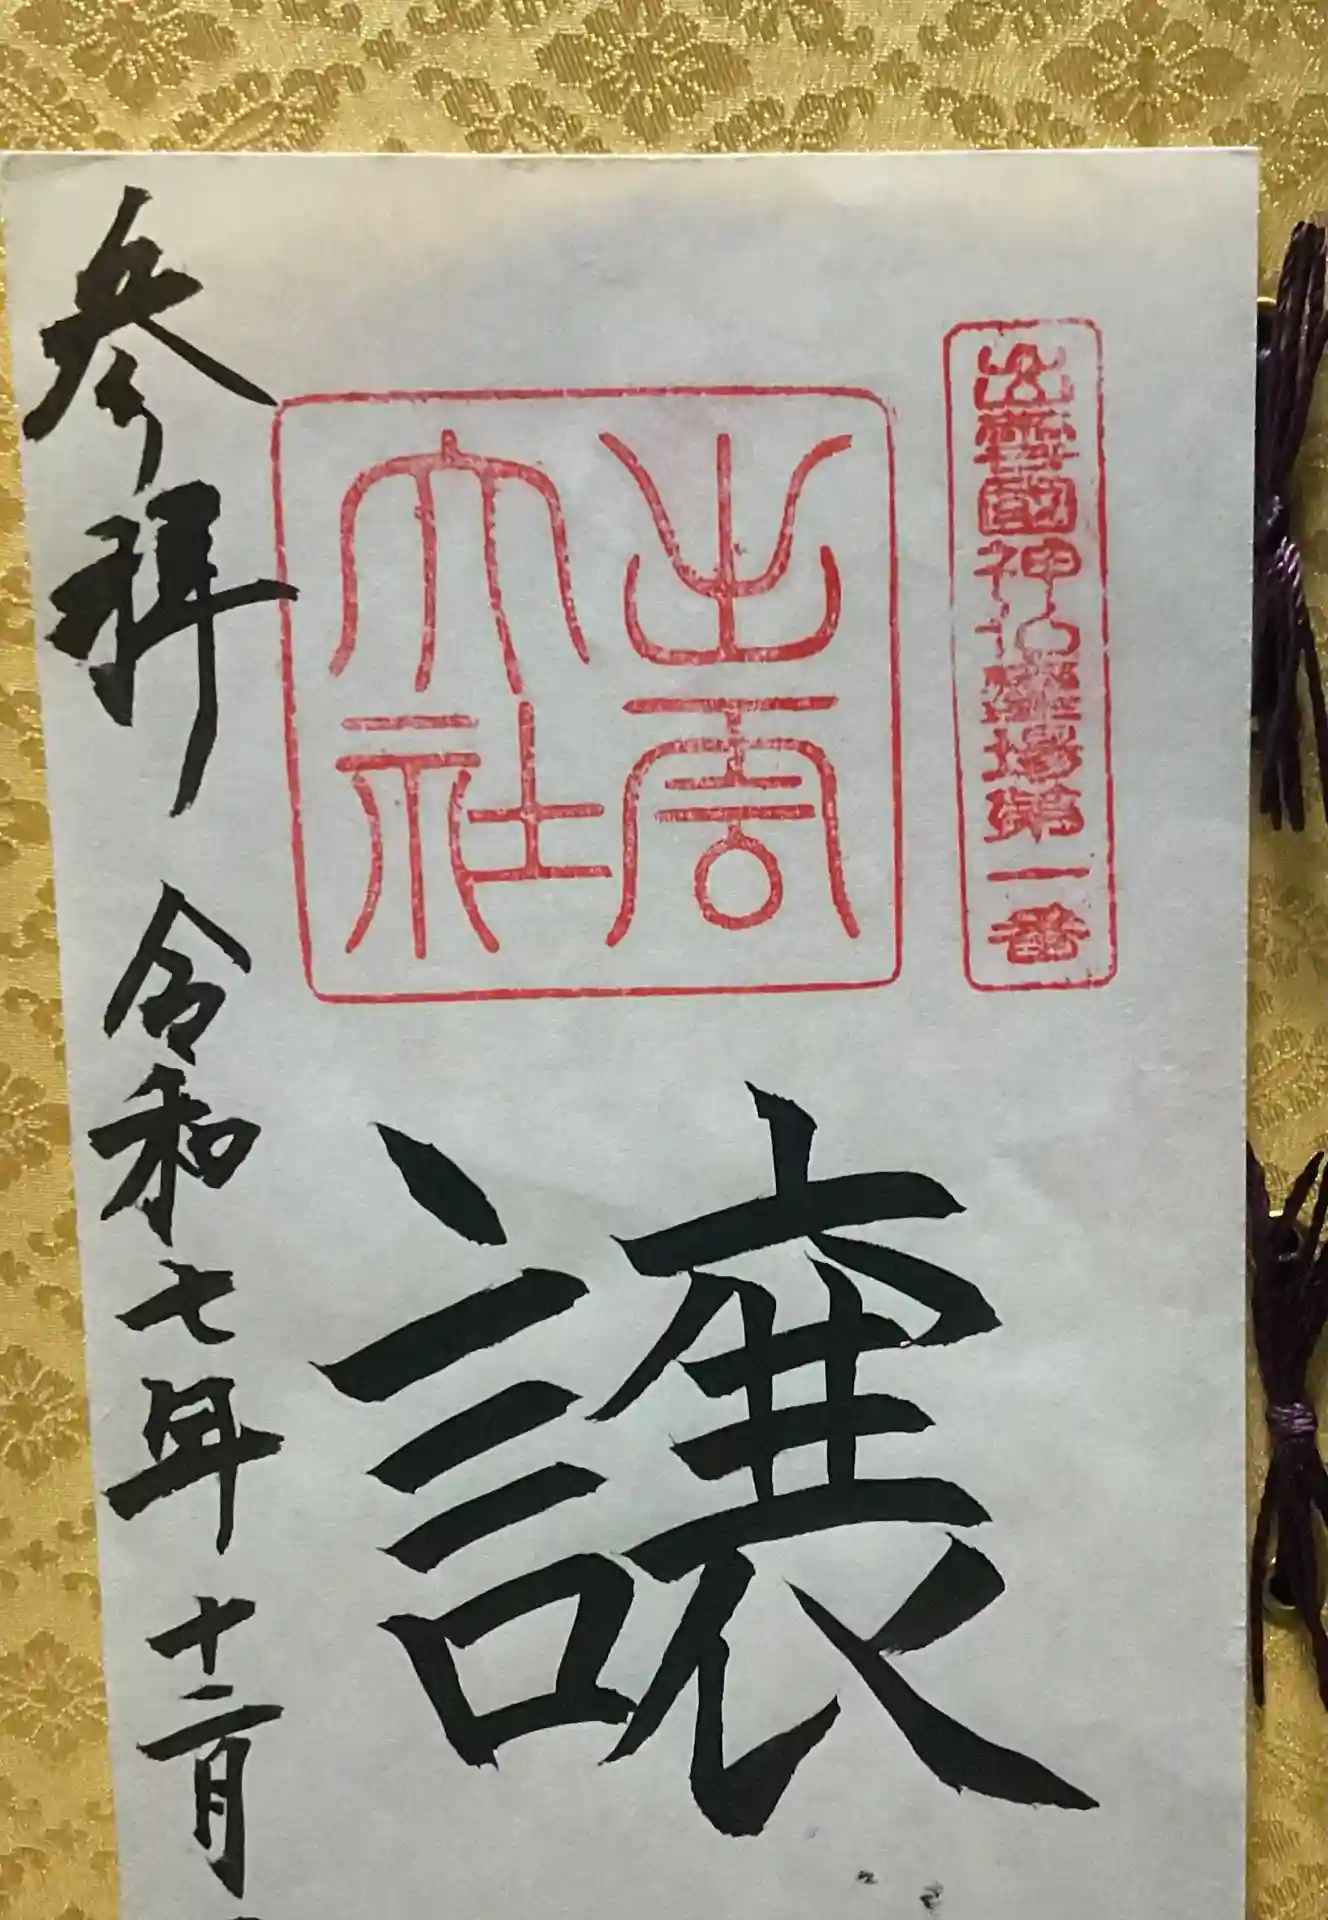 出雲國神仏霊場第一番
出雲
大社
譲
参拝 令和七年 十二月